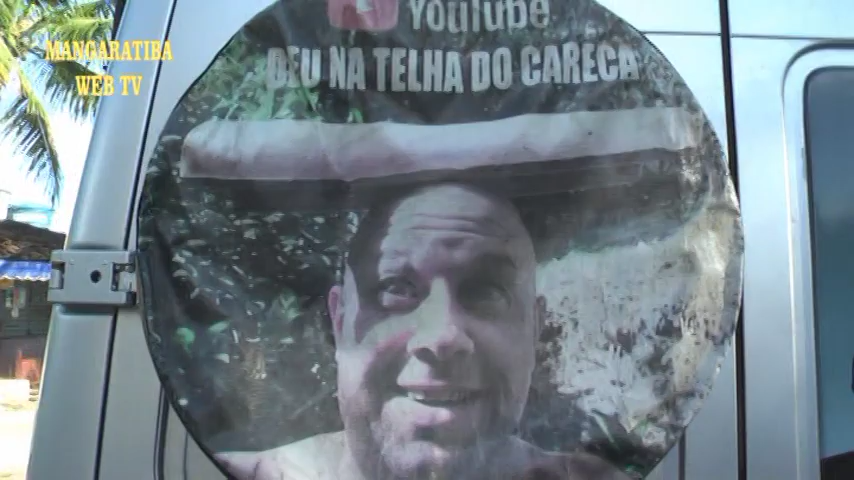 MANGARATIBA
WEB TV
YouTube
DEU NA TELHA DO CARECA